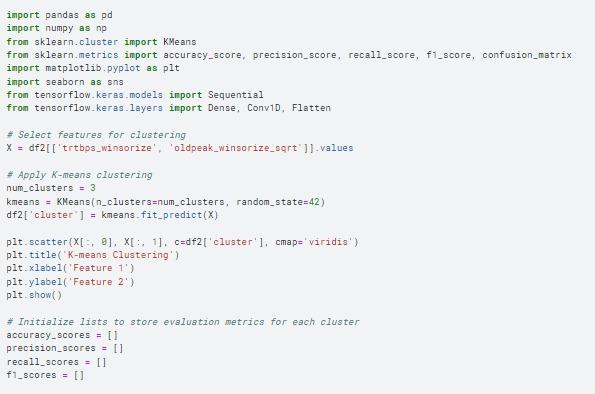 import pandas as pd
import numpy as np
from sklearn.cluster import KMeans
from sklearn.metrics import accuracy_score, precision_score, recall_score, f1_score, confusion_matrix
import matplotlib.pyplot as plt
import seaborn as sns
from tensorflow.keras.models import Sequential
from tensorflow.keras.layers import Dense, Conv1D, Flatten
# Select features for clustering
X = df2[['trtbps_winsorize', 'oldpeak_winsorize_sqrt']].values
# Apply K-means clustering
num_clusters = 3
kmeans = KMeans(n_clusters=num_clusters, random_state=42)
df2['cluster'] = kmeans.fit_predict(X)
plt.scatter(X[:, 0], X[:, 1], c=df2['cluster'], cmap='viridis')
plt.title('K-means Clustering')
plt.xlabel('Feature 1')
plt.ylabel('Feature 2')
plt.show()
# Initialize lists to store evaluation metrics for each cluster
accuracy_scores = []
precision_scores = []
recall_scores = []
f1_scores = []